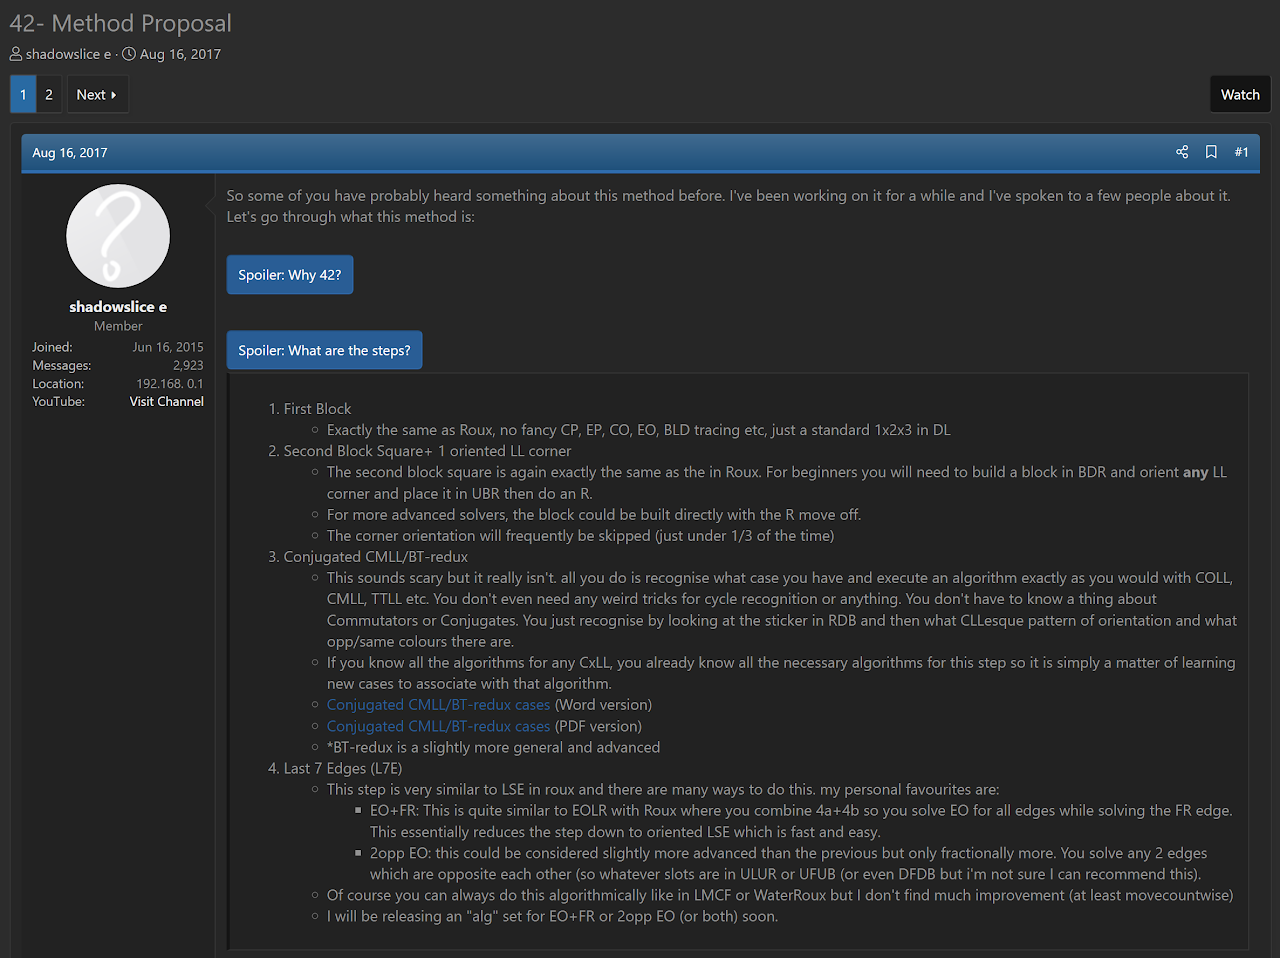 42- Method Proposal
shadowslice e · Aug 16, 2017
1 2 Next
Watch
Aug 16, 2017
#1
shadowslice e
Member
Joined: Jun 16, 2015
Messages: 2,923
Location: 192.168. 0.1
YouTube: Visit Channel
So some of you have probably heard something about this method before. I've been working on it for a while and I've spoken to a few people about it.
Let's go through what this method is:
Spoiler: Why 42?
Spoiler: What are the steps?
1. First Block
Exactly the same as Roux, no fancy CP, EP, CO, EO, BLD tracing etc, just a standard 1x2x3 in DL
2. Second Block Square+ 1 oriented LL corner
The second block square is again exactly the same as the in Roux. For beginners you will need to build a block in BDR and orient any LL
corner and place it in UBR then do an R.
For more advanced solvers, the block could be built directly with the R move off.
The corner orientation will frequently be skipped (just under 1/3 of the time)
3. Conjugated CMLL/BT-redux
This sounds scary but it really isn't. all you do is recognise what case you have and execute an algorithm exactly as you would with COLL,
CMLL, TTLL etc. You don't even need any weird tricks for cycle recognition or anything. You don't have to know a thing about
Commutators or Conjugates. You just recognise by looking at the sticker in RDB and then what CLLesque pattern of orientation and what
opp/same colours there are.
If you know all the algorithms for any CxLL, you already know all the necessary algorithms for this step so it is simply a matter of learning
new cases to associate with that algorithm.
Conjugated CMLL/BT-redux cases (Word version)
Conjugated CMLL/BT-redux cases (PDF version)
*BT-redux is a slightly more general and advanced
4. Last 7 Edges (L7E)
This step is very similar to LSE in roux and there are many ways to do this. my personal favourites are:
EO+FR: This is quite similar to EOLR with Roux where you combine 4a+4b so you solve EO for all edges while solving the FR edge.
This essentially reduces the step down to oriented LSE which is fast and easy.
2opp EO: this could be considered slightly more advanced than the previous but only fractionally more. You solve any 2 edges
which are opposite each other (so whatever slots are in ULUR or UFUB (or even DFDB but i'm not sure I can recommend this).
Of course you can always do this algorithmically like in LMCF or WaterRoux but I don't find much improvement (at least movecountwise)
I will be releasing an "alg" set for EO+FR or 2opp EO (or both) soon.